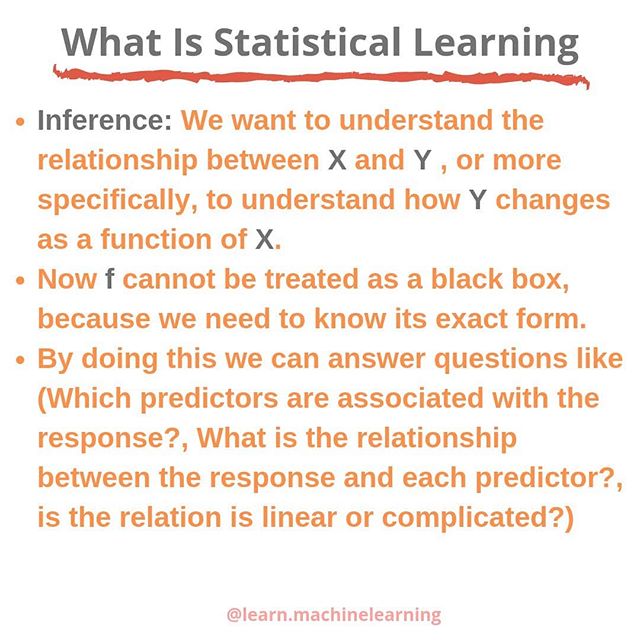 What Is Statistical Learning
• Inference: We want to understand the
relationship between X and Y , or more
specifically, to understand how Y changes
as a function of X.
• Now f cannot be treated as a black box,
because we need to know its exact form.
• By doing this we can answer questions like
(Which predictors are associated with the
response?, What is the relationship
between the response and each predictor?,
is the relation is linear or complicated?)
@learn.machinelearning